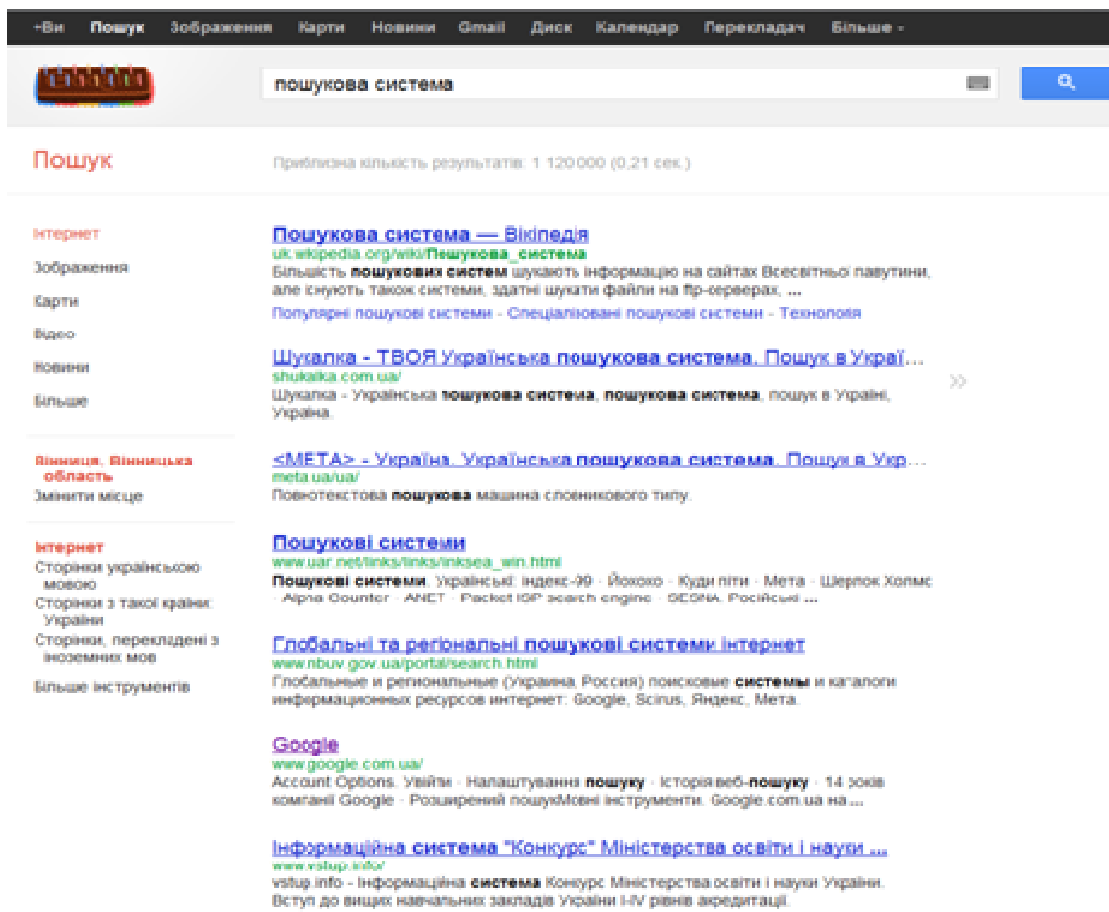 +Ви Пошук Зображення Карти Новини Gmail Диск Календар Перекладач Більше
пошукова система
Пошук
Приблизна кількість результатів: 1 120 000 (0,21 сек.)
Інтернет
Зображення
Карти
Відео
Новини
Більше
Вінниця, Вінницька
область
Змінити місце
Інтернет
Сторінки українською
мовою
Сторінки з такої країни:
Україна
Сторінки, перекладені з
іноземних мов
Більше інструментів
Пошукова система — Вікіпедія
uk.wikipedia.org/wiki/Пошукова_система
Більшість пошукових систем шукають інформацію на сайтах Всесвітньої павутини,
але існують також системи, здатні шукати файли на ftp-серверах, ...
Популярні пошукові системи - Спеціалізовані пошукові системи - Технологія
Шукалка - ТВОЯ Українська пошукова система. Пошук в Украї...
shukalka.com.ua/
Шукалка - Українська пошукова система, пошукова система, пошук в Україні,
Україна.
<META> - Україна. Українська пошукова система. Пошук в Укр...
meta.ua/ua/
Повнотекстова пошукова машина словникового типу.
Пошукові системи
www.uar.net/links/links/linksea_win.html
Пошукові системи. Українські: Індекс-99 · Йохохо · Куди піти · Мета · Шерлок Холмс
· Alpha Counter · ANET · Packet ISP search engine · Російські ...
Глобальні та регіональні пошукові системи інтернет
www.nbuv.gov.ua/portal/search.html
Глобальные и региональные (Украина, Россия) поисковые системы и каталоги
информационных ресурсов интернет: Google, Scirus, Яндекс, Мета.
Google
www.google.com.ua/
Account Options. Увійти · Налаштування пошуку · Історія веб-пошуку · 14 років
компанії Google · Розширений пошукМовні інструменти. Google.com.ua на ...
Інформаційна система "Конкурс" Міністерства освіти і науки ...
www.vstup.info/
vstup.info - Інформаційна система Конкурс Міністерства освіти і науки України.
Вступ до вищих навчальних закладів України I-IV рівнів акредитації.